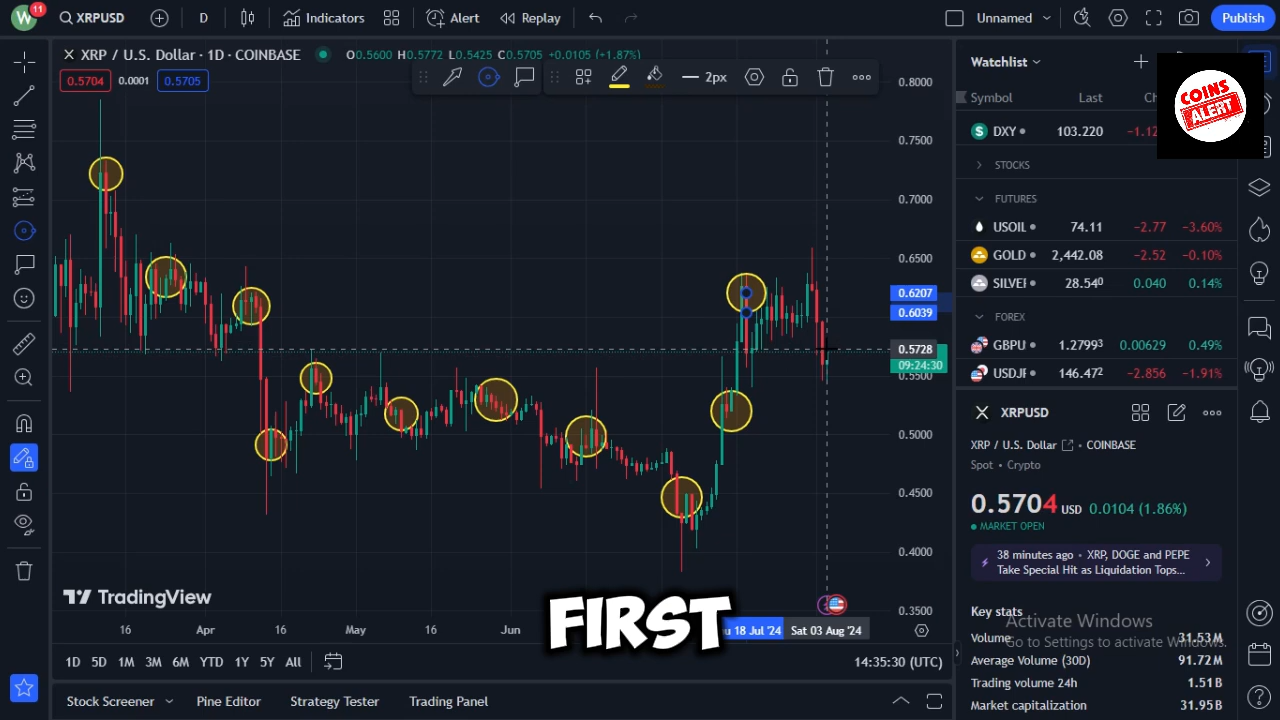 W 11 XRPUSD D Indicators Alert Replay Unnamed Publish
XRP / U.S. Dollar · 1D · COINBASE O0.5600 H0.5772 L0.5425 C0.5705 +0.0105 (+1.87%)
0.5704 0.0001 0.5705
2px
0.8000
0.7500
0.7000
0.6500
0.6207
0.6039
0.5728
09:24:30
0.5500
0.5000
0.4500
0.4000
0.3500
TradingView
FIRST
16 Apr 16 May 16 Jun
u 18 Jul '24 Sat 03 Aug '24
1D 5D 1M 3M 6M YTD 1Y 5Y All
14:35:30 (UTC)
Stock Screener Pine Editor Strategy Tester Trading Panel
Watchlist
COINS
ALERT
Symbol Last Ch
DXY 103.220 -1.12
STOCKS
FUTURES
USOIL 74.11 -2.77 -3.60%
GOLD 2,442.08 -2.52 -0.10%
SILVEI 28.540 0.040 0.14%
FOREX
GBPU 1.27993 0.00629 0.49%
USDJI 146.472 -2.856 -1.91%
XRPUSD
XRP / U.S. Dollar · COINBASE
Spot · Crypto
0.5704 USD 0.0104 (1.86%)
MARKET OPEN
38 minutes ago · XRP, DOGE and PEPE
Take Special Hit as Liquidation Tops...
Key stats
Activate Windows
Go to Settings to activate Windows.
Volume 31.53M
Average Volume (30D) 91.72M
Trading volume 24h 1.51B
Market capitalization 31.95B